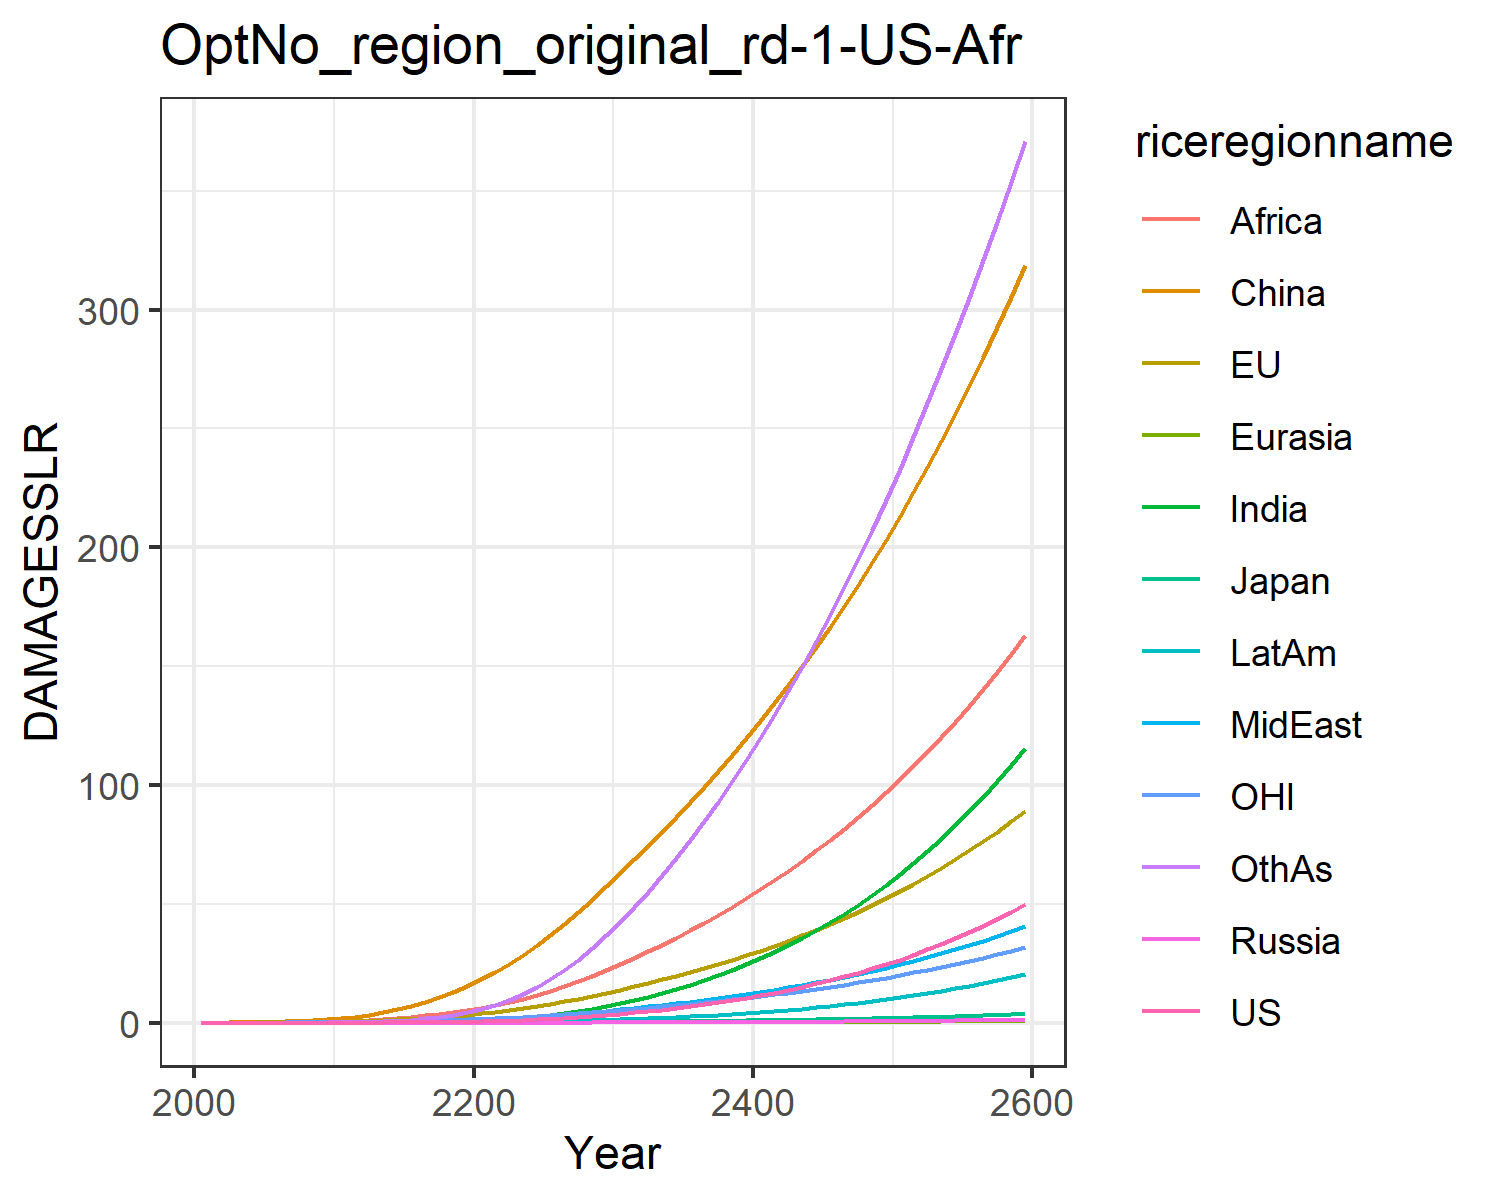 OptNo_region_original_rd-1-US-Afr
DAMAGESSLR
300
200
100
0
2000 2200 2400 2600
Year
riceregionname
Africa
China
EU
Eurasia
India
Japan
LatAm
MidEast
OHI
OthAs
Russia
US